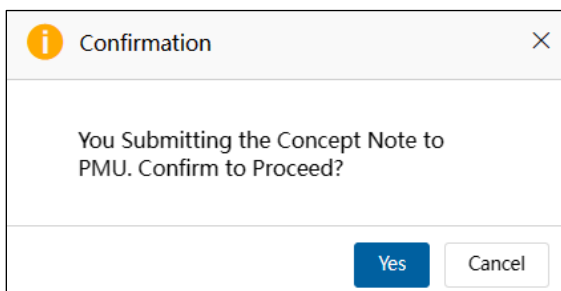 Confirmation
You Submitting the Concept Note to
PMU. Confirm to Proceed?
Yes
Cancel